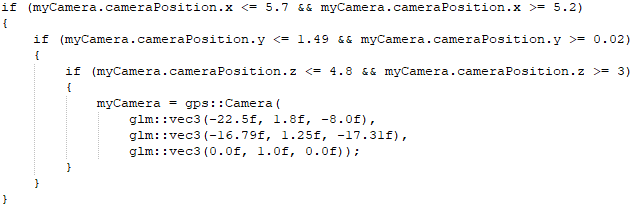 if (myCamera.cameraPosition.x <= 5.7 && myCamera.cameraPosition.x >= 5.2)
{
    if (myCamera.cameraPosition.y <= 1.49 && myCamera.cameraPosition.y >= 0.02)
    {
        if (myCamera.cameraPosition.z <= 4.8 && myCamera.cameraPosition.z >= 3)
        {
            myCamera = gps::Camera(
                glm::vec3(-22.5f, 1.8f, -8.0f),
                glm::vec3(-16.79f, 1.25f, -17.31f),
                glm::vec3(0.0f, 1.0f, 0.0f));
        }
    }
}